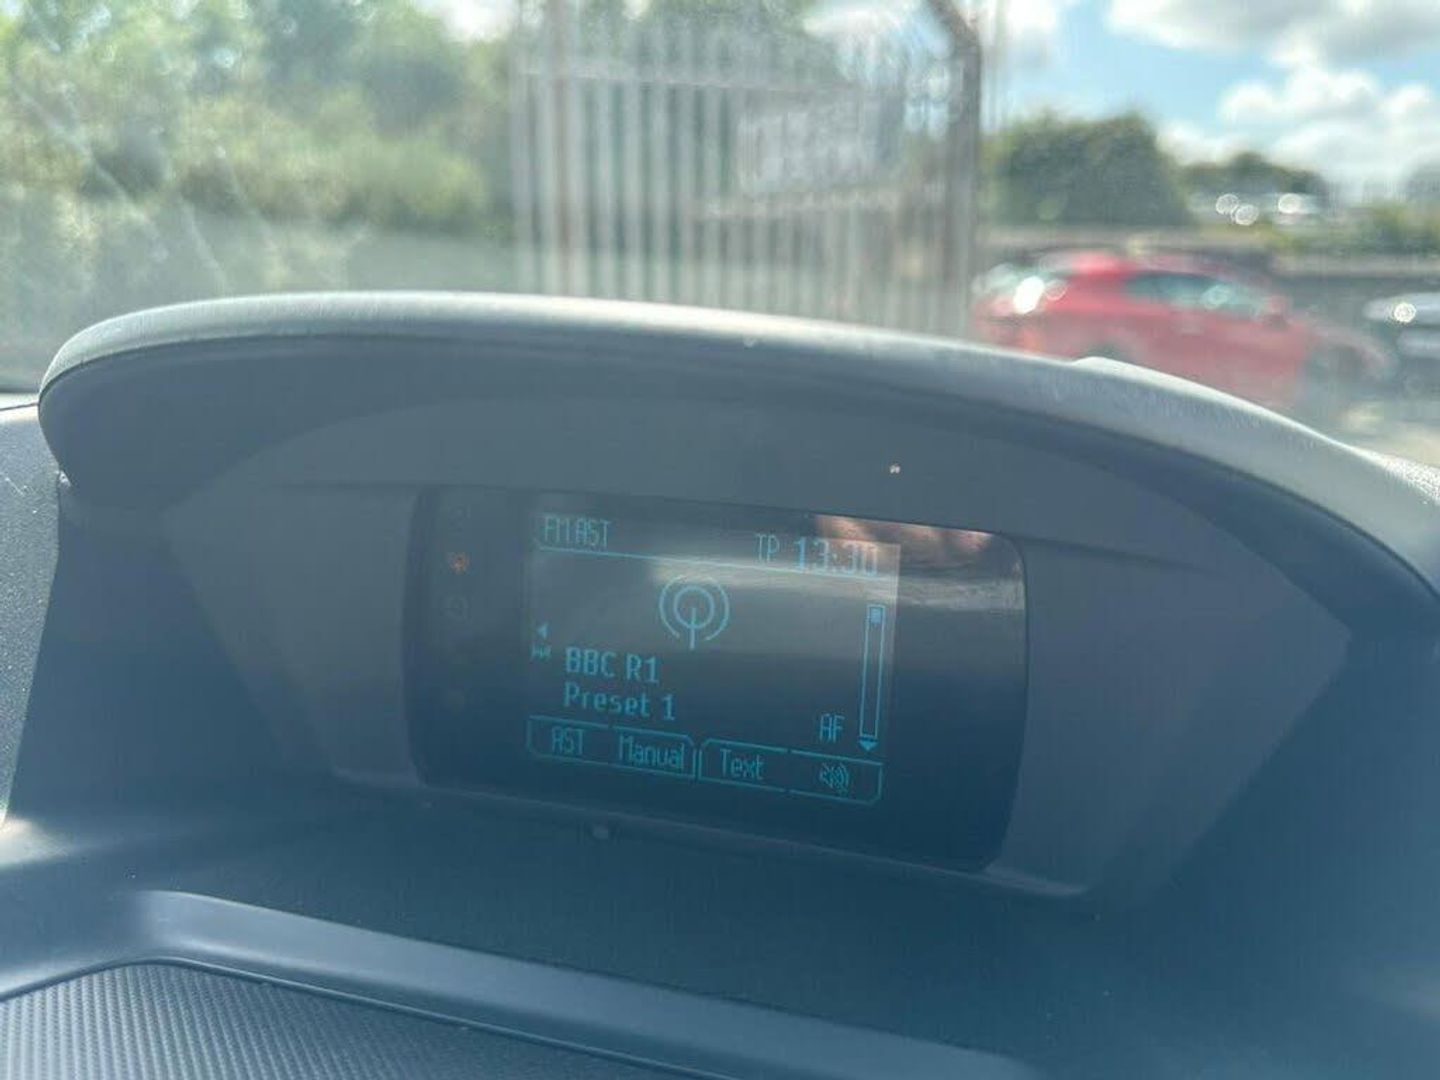 FM AST
TP 13:30
BBC R1
Preset 1
AF
AST Manual Text